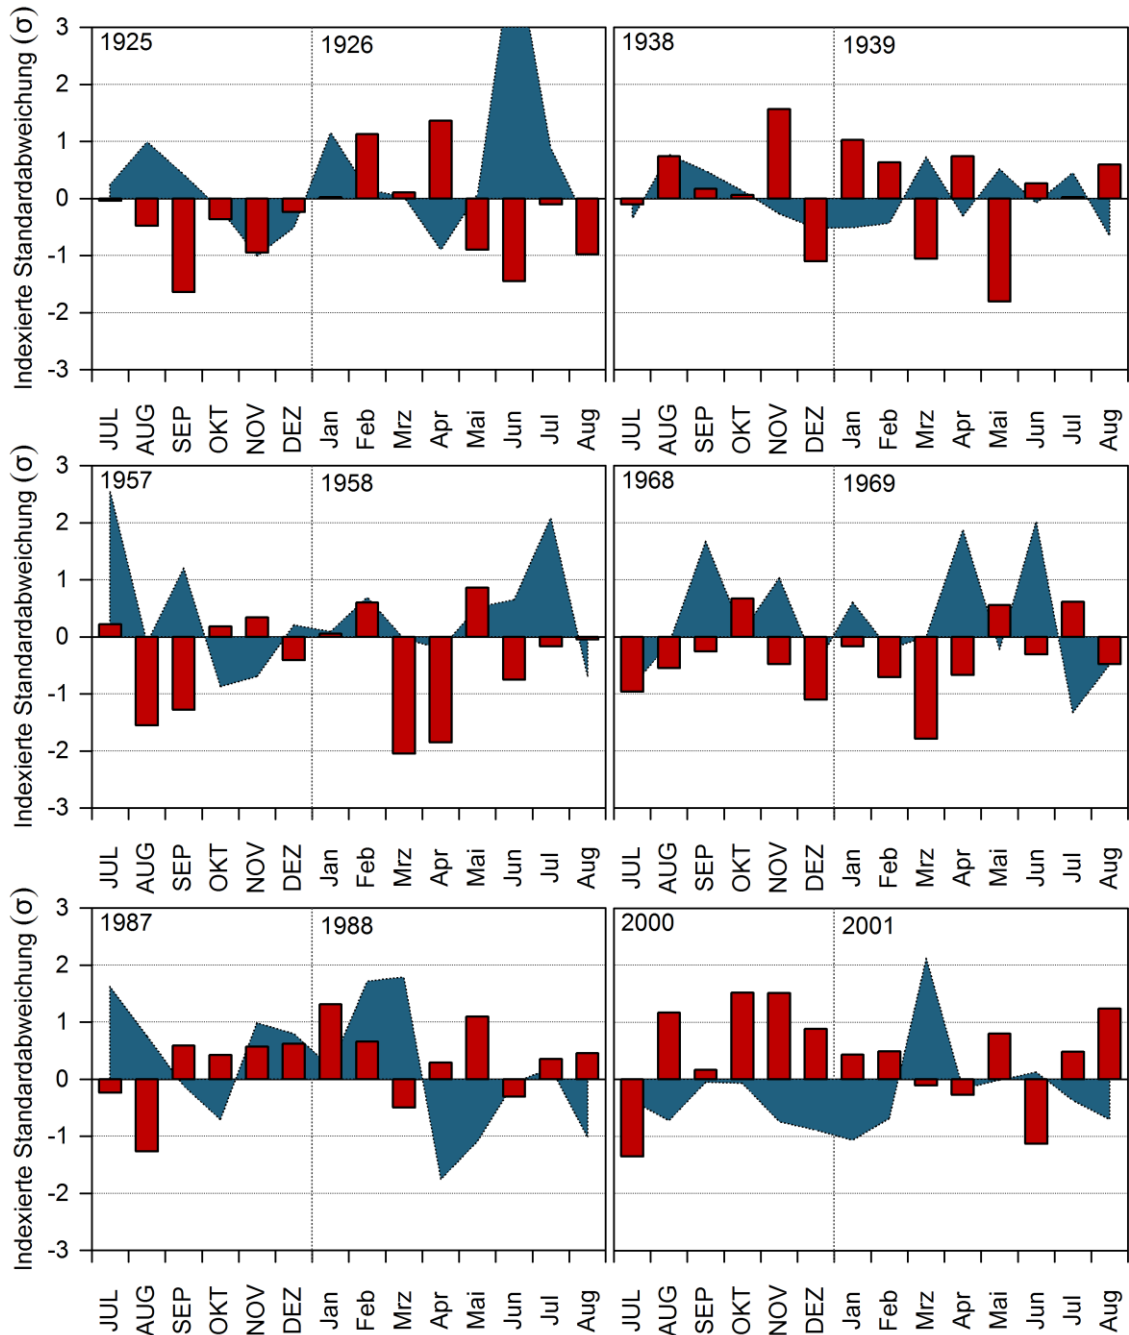 Indexierte Standardabweichung (σ)
3
2
1
0
-1
-2
-3
1925
1926
1938
1939
JUL
AUG
SEP
OKT
NOV
DEZ
Jan
Feb
Mrz
Apr
Mai
Jun
Jul
Aug
JUL
AUG
SEP
OKT
NOV
DEZ
Jan
Feb
Mrz
Apr
Mai
Jun
Jul
Aug
Indexierte Standardabweichung (σ)
3
2
1
0
-1
-2
-3
1957
1958
1968
1969
JUL
AUG
SEP
OKT
NOV
DEZ
Jan
Feb
Mrz
Apr
Mai
Jun
Jul
Aug
JUL
AUG
SEP
OKT
NOV
DEZ
Jan
Feb
Mrz
Apr
Mai
Jun
Jul
Aug
Indexierte Standardabweichung (σ)
3
2
1
0
-1
-2
-3
1987
1988
2000
2001
JUL
AUG
SEP
OKT
NOV
DEZ
Jan
Feb
Mrz
Apr
Mai
Jun
Jul
Aug
JUL
AUG
SEP
OKT
NOV
DEZ
Jan
Feb
Mrz
Apr
Mai
Jun
Jul
Aug